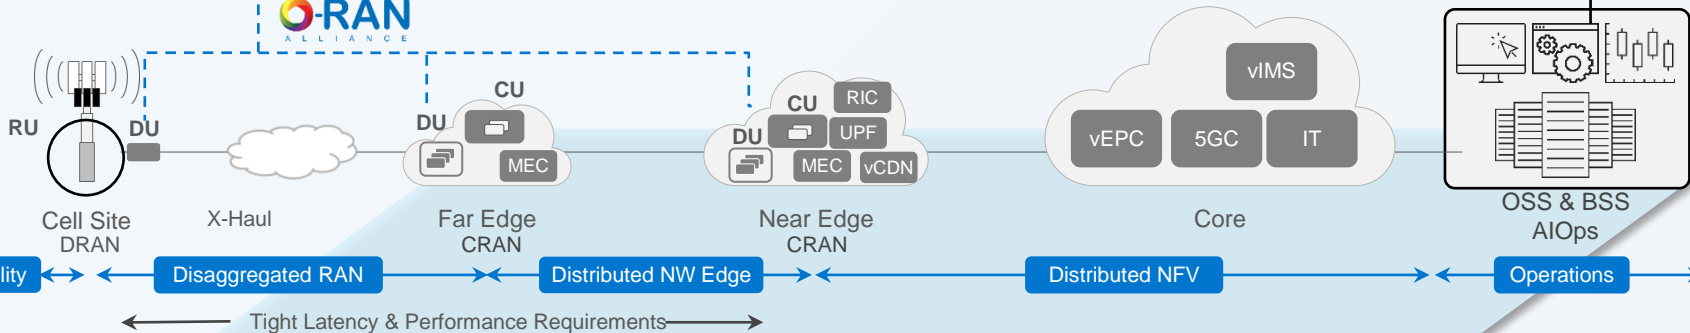 O-RAN
ALLIANCE
RU
DU
DU
CU
MEC
DU
CU
RIC
UPF
MEC
vCDN
vIMS
vEPC
5GC
IT
Cell Site
DRAN
X-Haul
Far Edge
CRAN
Near Edge
CRAN
Core
OSS & BSS
AIOps
lity
Disaggregated RAN
Distributed NW Edge
Distributed NFV
Operations
Tight Latency & Performance Requirements